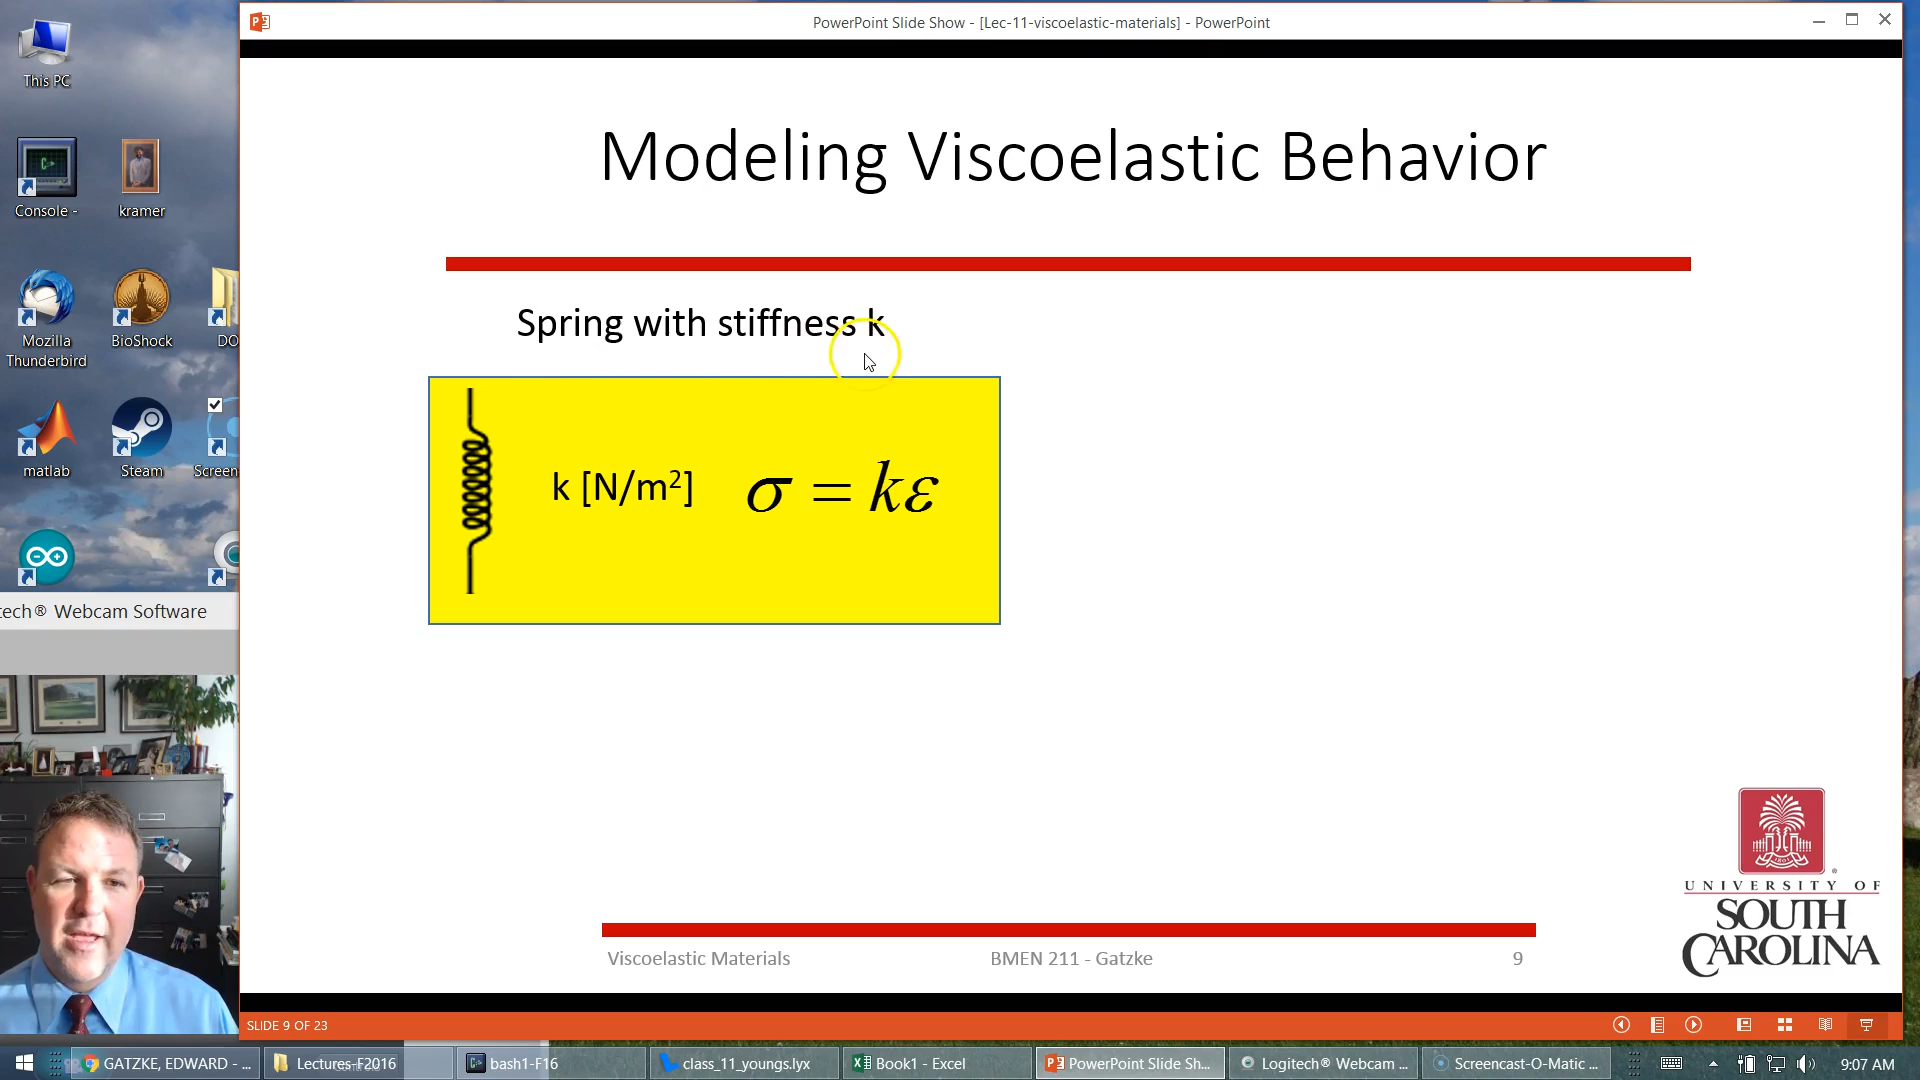 PowerPoint Slide Show - [Lec-11-viscoelastic-materials] - PowerPoint
This PC
Console -
kramer
Mozilla
Thunderbird
BioShock
DO
matlab
Steam
Screen
tech® Webcam Software
Modeling Viscoelastic Behavior
Spring with stiffness k
k [N/m²]
σ = kε
UNIVERSITY OF
SOUTH
CAROLINA
Viscoelastic Materials
BMEN 211 - Gatzke
9
SLIDE 9 OF 23
GATZKE, EDWARD - ...
Lectures-F2016
bash1-F16
class_11_youngs.lyx
Book1 - Excel
PowerPoint Slide Sh...
Logitech® Webcam ...
Screencast-O-Matic ...
9:07 AM